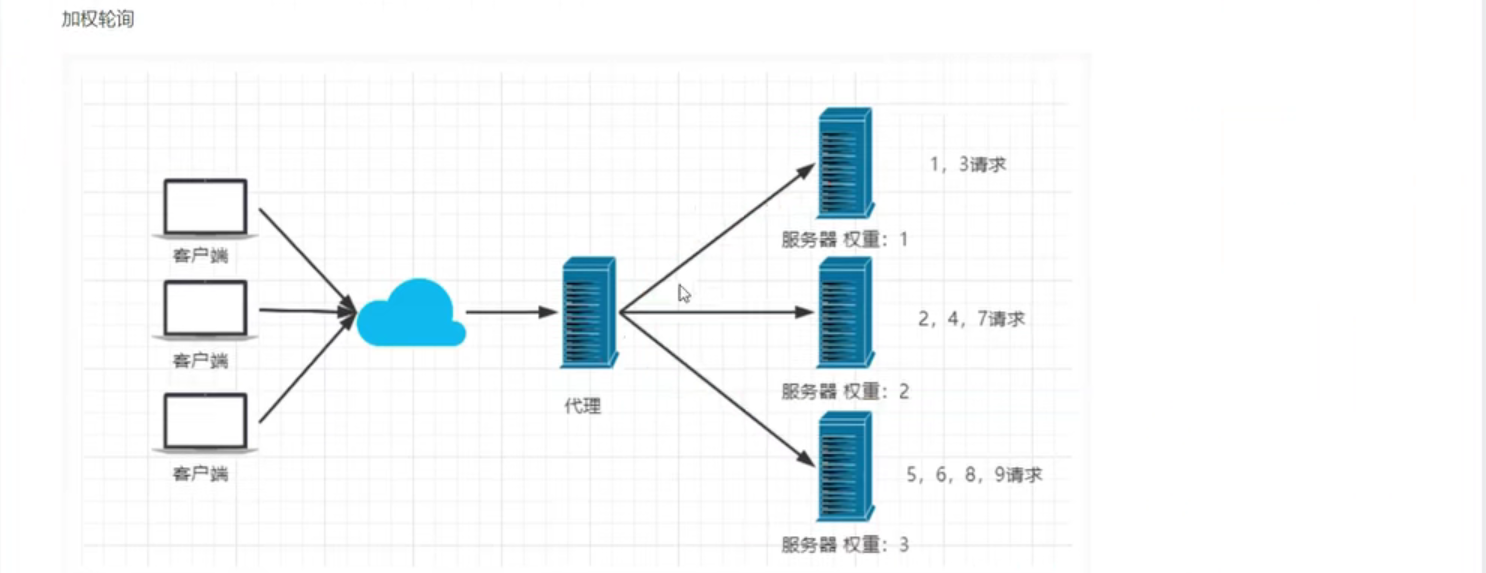 加权轮询
1，3请求
服务器 权重：1
客户端
2，4，7请求
客户端
服务器 权重：2
代理
客户端
5，6，8，9请求
服务器 权重：3